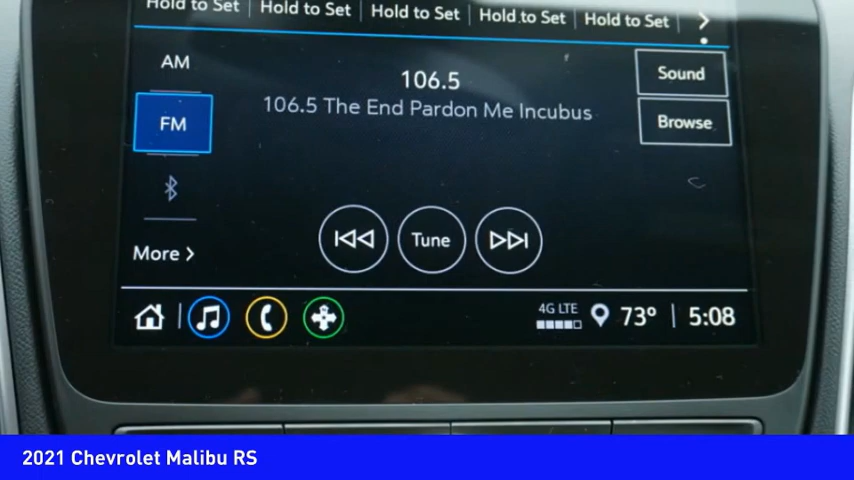 Hold to Set | Hold to Set | Hold to Set | Hold to Set | Hold to Set |
AM
FM
More >
106.5
106.5 The End Pardon Me Incubus
Tune
Sound
Browse
4G LTE
73° | 5:08
2021 Chevrolet Malibu RS